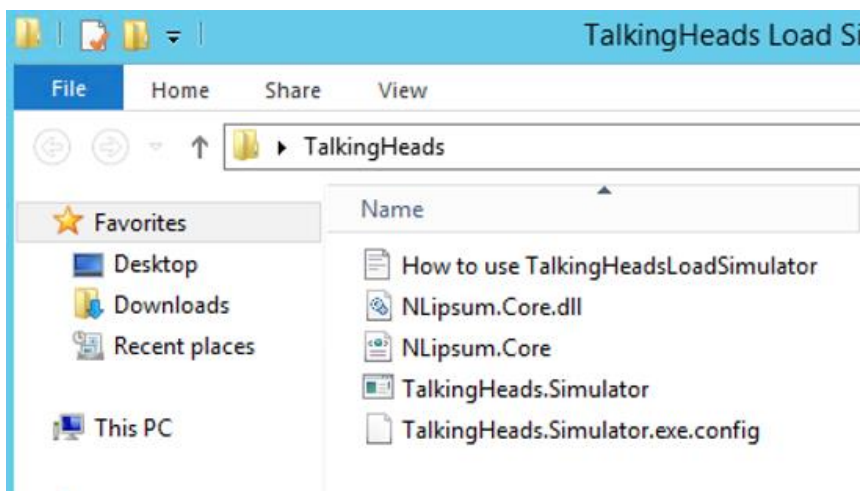 TalkingHeads Load Si
File Home Share View
TalkingHeads
Favorites
Desktop
Downloads
Recent places
This PC
Name
How to use TalkingHeadsLoadSimulator
NLipsum.Core.dll
NLipsum.Core
TalkingHeads.Simulator
TalkingHeads.Simulator.exe.config